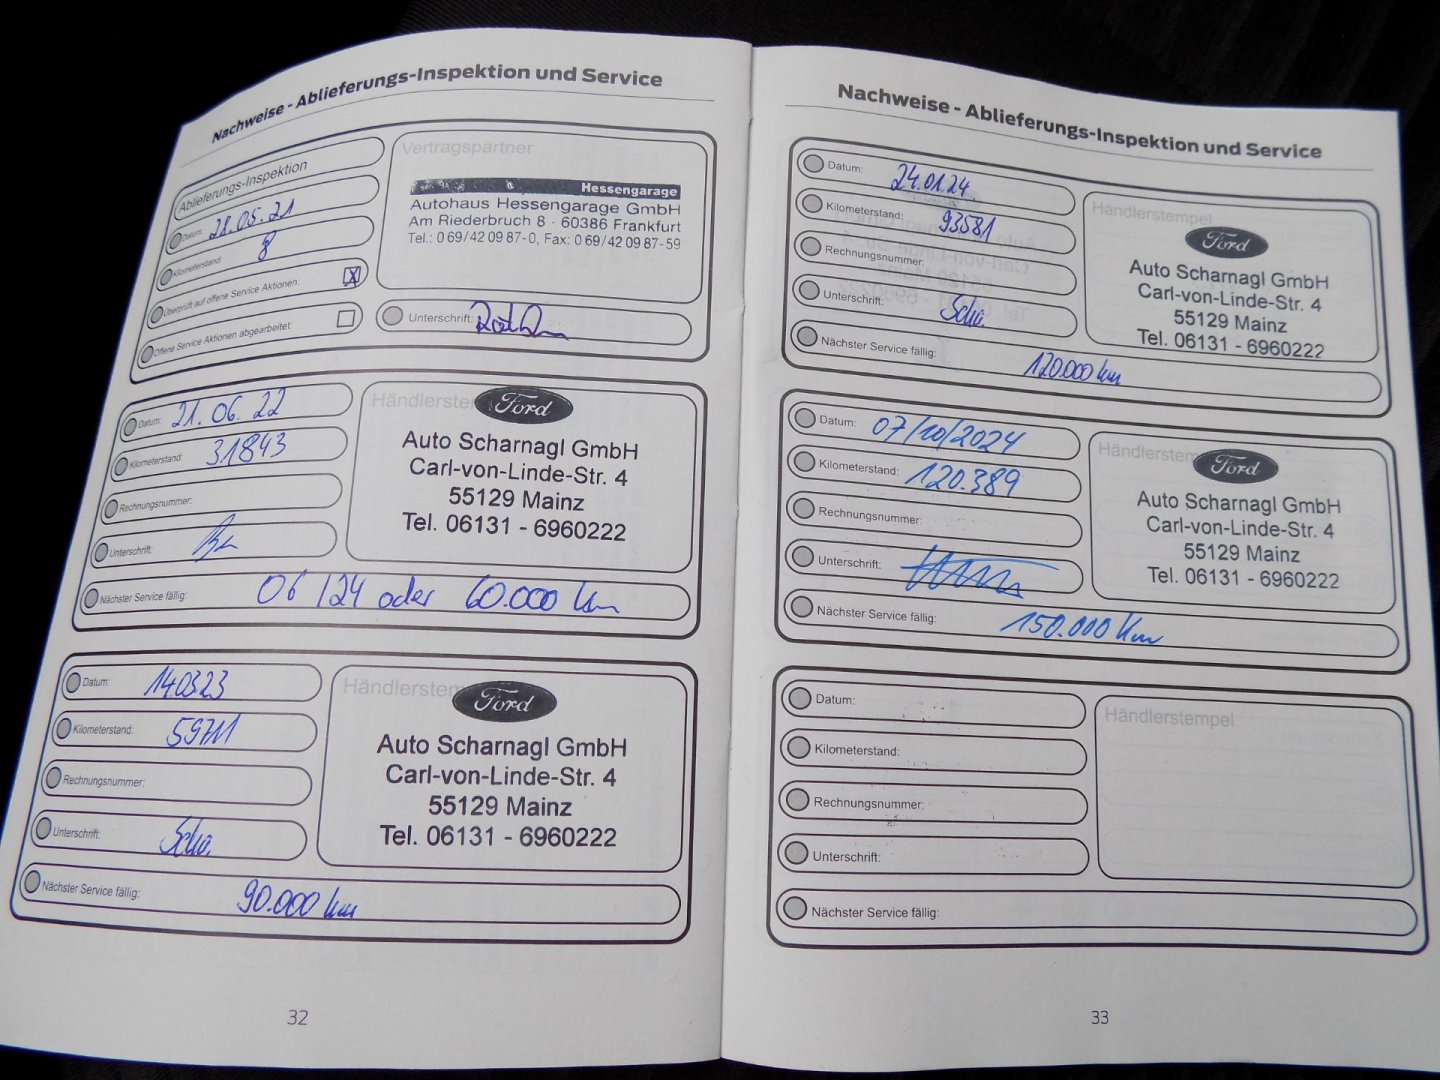 Nachweise - Ablieferungs-Inspektion und Service
Ablieferungs-Inspektion
Datum: 28.05.21
Kilometerstand: 8
Überprüft auf offene Service Aktionen: X
Offene Service Aktionen abgearbeitet:
Vertragspartner
Hessengarage
Autohaus Hessengarage GmbH
Am Riederbruch 8 · 60386 Frankfurt
Tel.: 0 69/42 09 87-0, Fax: 0 69/42 09 87-59
Unterschrift:
Datum: 21.06.22
Kilometerstand: 31843
Rechnungsnummer:
Unterschrift:
Nächster Service fällig: 06/24 oder 60.000 km
Händlerste
Ford
Auto Scharnagl GmbH
Carl-von-Linde-Str. 4
55129 Mainz
Tel. 06131 - 6960222
Datum: 14.03.23
Kilometerstand: 59711
Rechnungsnummer:
Unterschrift: Scha.
Nächster Service fällig: 90.000 km
Händlerstem
Ford
Auto Scharnagl GmbH
Carl-von-Linde-Str. 4
55129 Mainz
Tel. 06131 - 6960222
32
Nachweise - Ablieferungs-Inspektion und Service
Datum: 24.01.24
Kilometerstand: 93581
Rechnungsnummer:
Unterschrift: Scha.
Nächster Service fällig: 120.000 km
Händlerstempel
Ford
Auto Scharnagl GmbH
Carl-von-Linde-Str. 4
55129 Mainz
Tel. 06131 - 6960222
Datum: 07/10/2024
Kilometerstand: 120.389
Rechnungsnummer:
Unterschrift:
Nächster Service fällig: 150.000 km
Händlerste
Ford
Auto Scharnagl GmbH
Carl-von-Linde-Str. 4
55129 Mainz
Tel. 06131 - 6960222
Datum:
Kilometerstand:
Rechnungsnummer:
Unterschrift:
Nächster Service fällig:
Händlerstempel
33